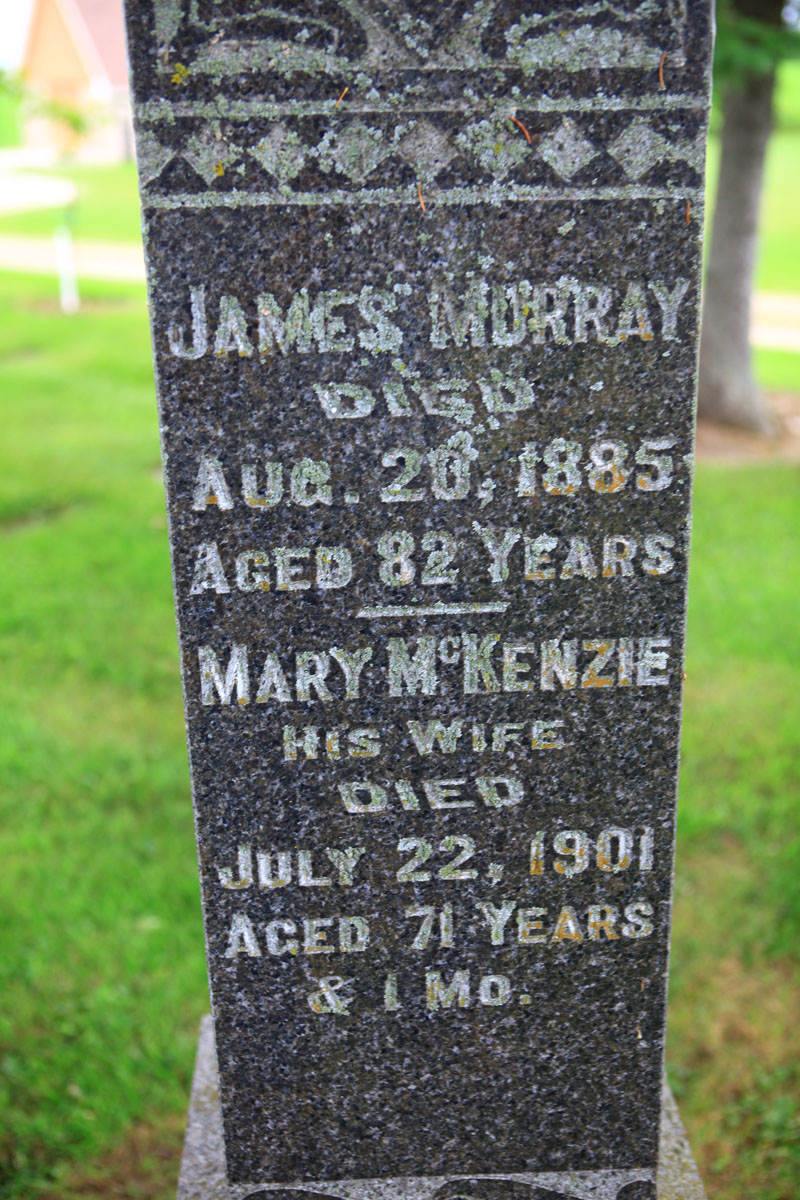 JAMES MURRAY
DIED
AUG. 20, 1885
AGED 82 YEARS
MARY McKENZIE
HIS WIFE
DIED
JULY 22, 1901
AGED 71 YEARS
& 1 MO.